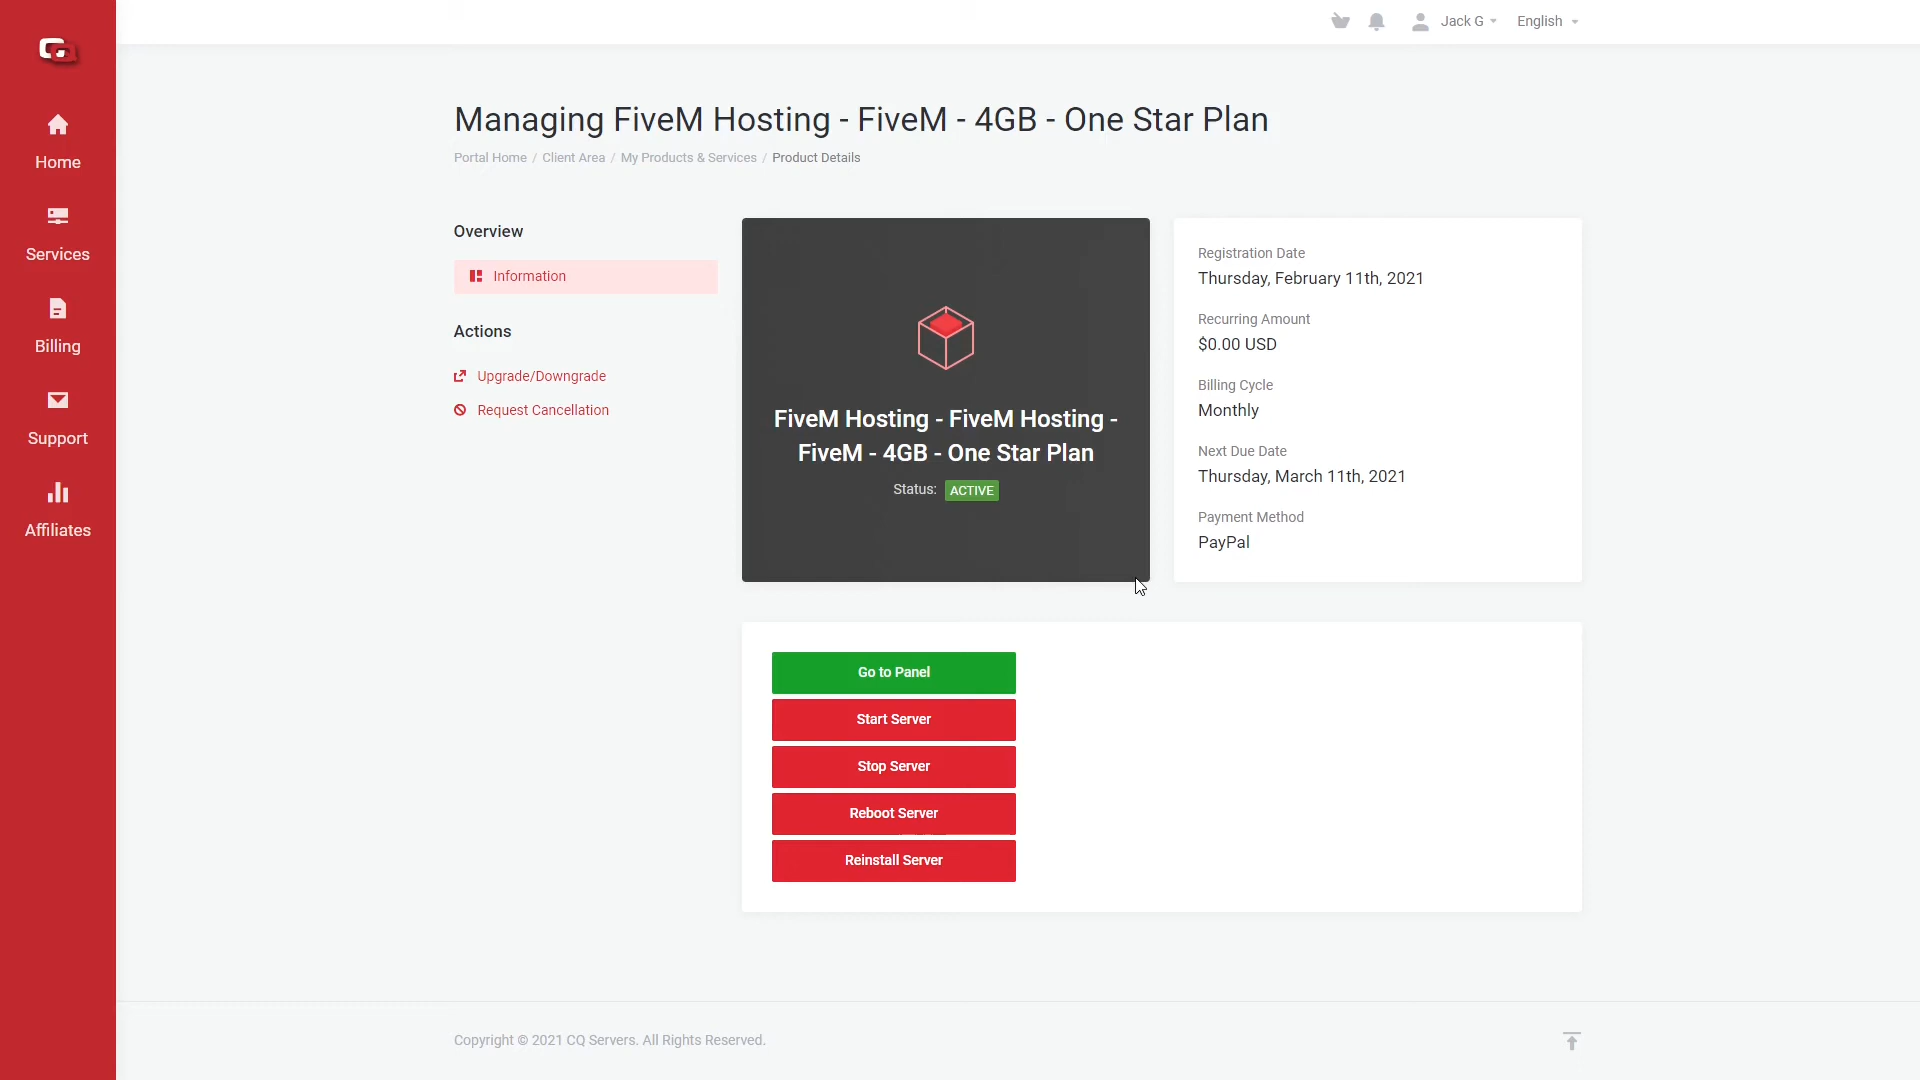 Jack G
English
Home
Services
Billing
Support
Affiliates
Managing FiveM Hosting - FiveM - 4GB - One Star Plan
Portal Home / Client Area / My Products & Services / Product Details
Overview
Information
Actions
Upgrade/Downgrade
Request Cancellation
FiveM Hosting - FiveM Hosting -
FiveM - 4GB - One Star Plan
Status: ACTIVE
Registration Date
Thursday, February 11th, 2021
Recurring Amount
$0.00 USD
Billing Cycle
Monthly
Next Due Date
Thursday, March 11th, 2021
Payment Method
PayPal
Go to Panel
Start Server
Stop Server
Reboot Server
Reinstall Server
Copyright © 2021 CQ Servers. All Rights Reserved.